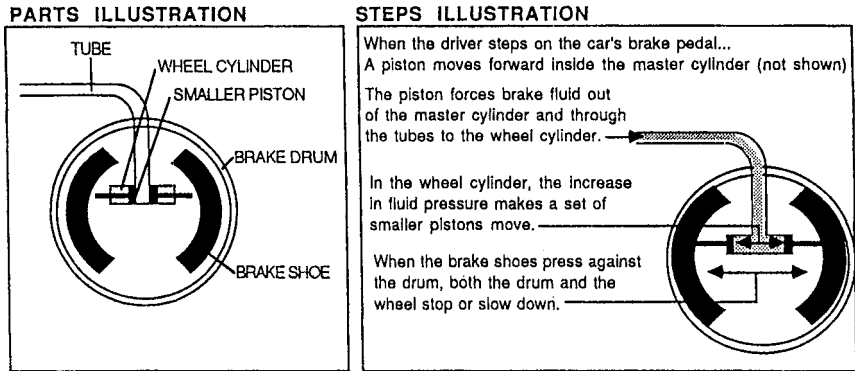 PARTS ILLUSTRATION
TUBE
WHEEL CYLINDER
SMALLER PISTON
BRAKE DRUM
BRAKE SHOE
STEPS ILLUSTRATION
When the driver steps on the car's brake pedal...
A piston moves forward inside the master cylinder (not shown)
The piston forces brake fluid out
of the master cylinder and through
the tubes to the wheel cylinder.
In the wheel cylinder, the increase
in fluid pressure makes a set of
smaller pistons move.
When the brake shoes press against
the drum, both the drum and the
wheel stop or slow down.